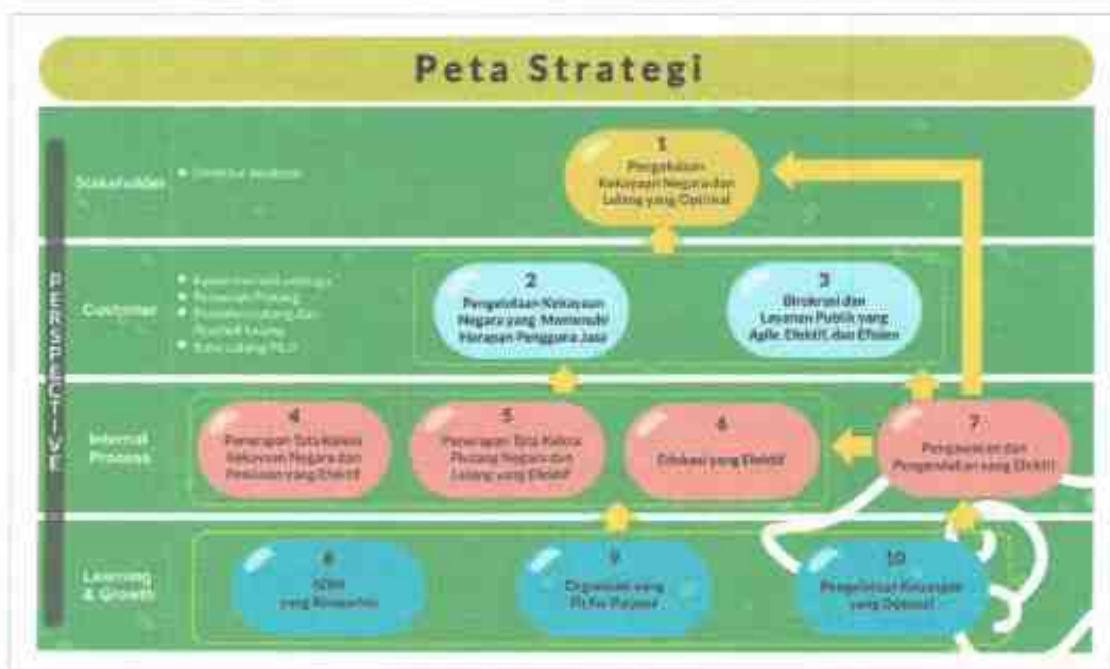 Peta Strategi
Stakeholder
1
Pengelolaan
Kekayaan Negara dan
Lelang yang Optimal
PERSPECTIVE
Customer
2
Pengelolaan Kekayaan
Negara yang Memenuhi
Harapan Pengguna Jasa
3
Birokrasi dan
Layanan Publik yang
Agile, Efektif, dan Efisien
Internal
Process
4
Penerapan Tata Kelola
Kekayaan Negara dan
Penilaian yang Efektif
5
Penerapan Tata Kelola
Piutang Negara dan
Lelang yang Efektif
6
Edukasi yang Efektif
7
Pengawasan dan
Pengendalian yang Efektif
Learning
& Growth
8
SDM
yang Kompeten
9
Organisasi yang
Fit For Purpose
10
Pengelolaan Keuangan
yang Optimal